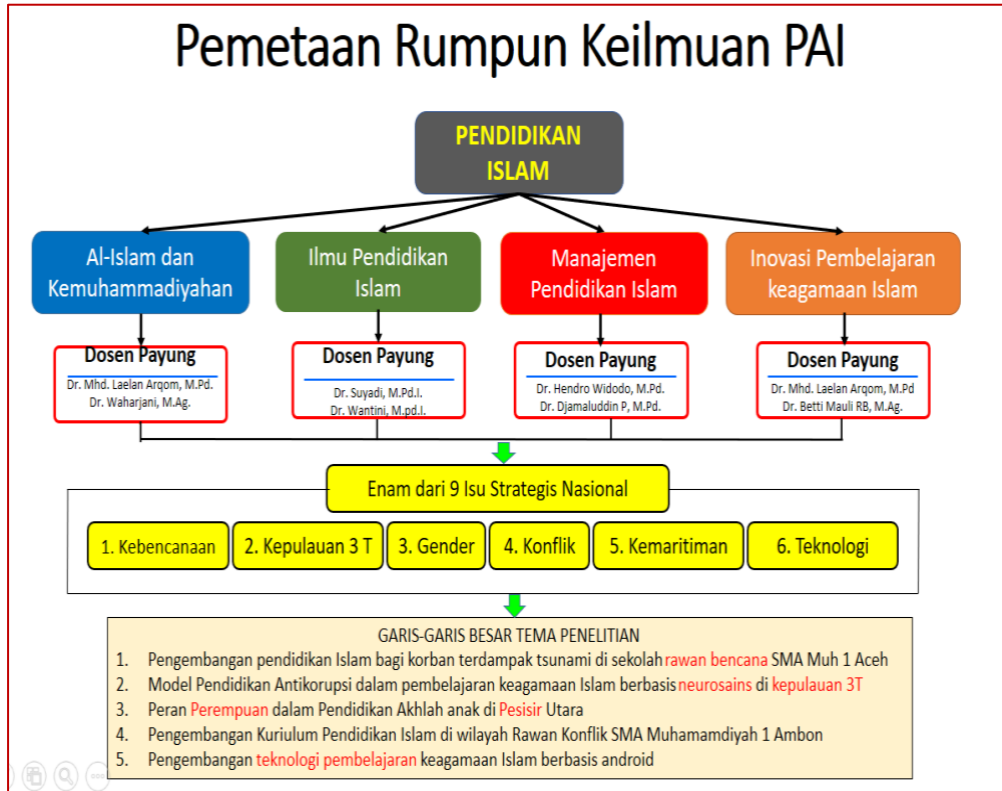 Pemetaan Rumpun Keilmuan PAI
PENDIDIKAN
ISLAM
Al-Islam dan
Kemuhammadiyahan
Ilmu Pendidikan
Islam
Manajemen
Pendidikan Islam
Inovasi Pembelajaran
keagamaan Islam
Dosen Payung
Dr. Mhd. Laelan Arqom, M.Pd.
Dr. Waharjani, M.Ag.
Dosen Payung
Dr. Suyadi, M.Pd.I.
Dr. Wantini, M.pd.I.
Dosen Payung
Dr. Hendro Widodo, M.Pd.
Dr. Djamaluddin P, M.Pd.
Dosen Payung
Dr. Mhd. Laelan Arqom, M.Pd
Dr. Betti Mauli RB, M.Ag.
Enam dari 9 Isu Strategis Nasional
1. Kebencanaan
2. Kepulauan 3 T
3. Gender
4. Konflik
5. Kemaritiman
6. Teknologi
GARIS-GARIS BESAR TEMA PENELITIAN
1. Pengembangan pendidikan Islam bagi korban terdampak tsunami di sekolah rawan bencana SMA Muh 1 Aceh
2. Model Pendidikan Antikorupsi dalam pembelajaran keagamaan Islam berbasis neurosains di kepulauan 3T
3. Peran Perempuan dalam Pendidikan Akhlah anak di Pesisir Utara
4. Pengembangan Kuriulum Pendidikan Islam di wilayah Rawan Konflik SMA Muhamamdiyah 1 Ambon
5. Pengembangan teknologi pembelajaran keagamaan Islam berbasis android